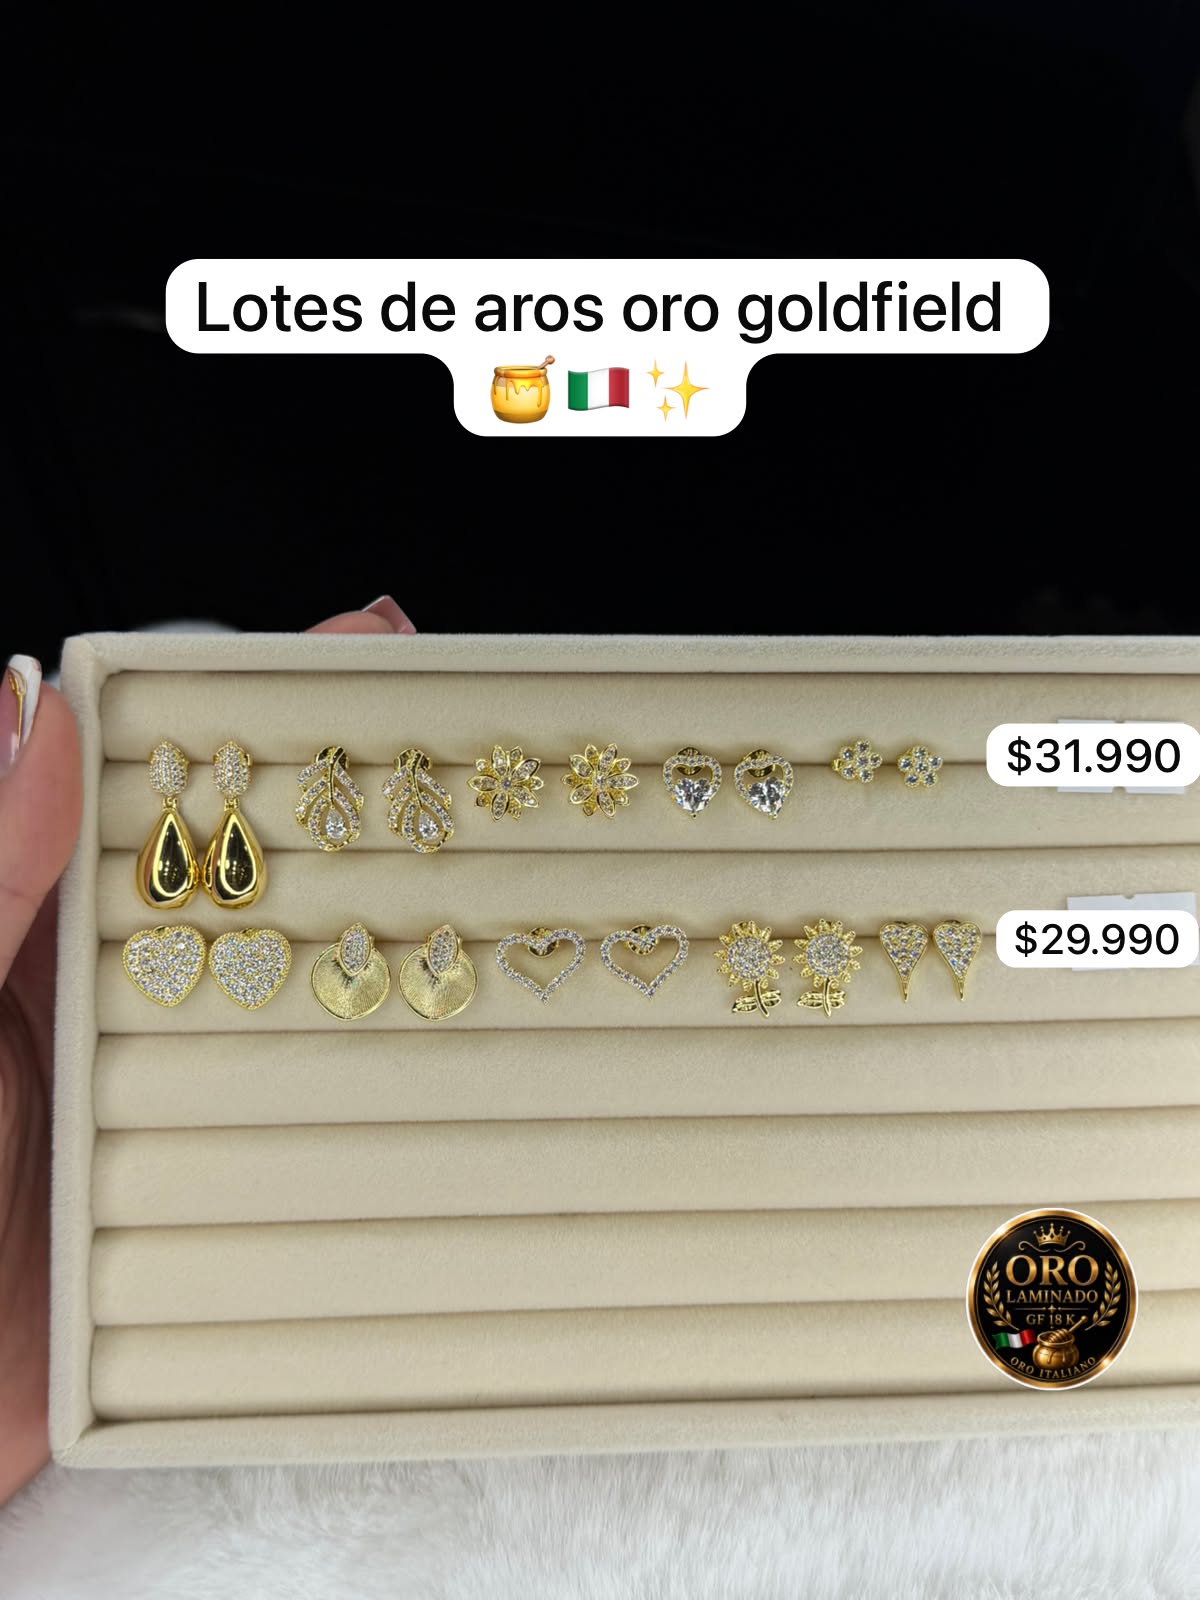 Lotes de aros oro goldfield
🍯🇮🇹✨
$31.990
$29.990
ORO
LAMINADO
GF 18 K
ORO ITALIANO